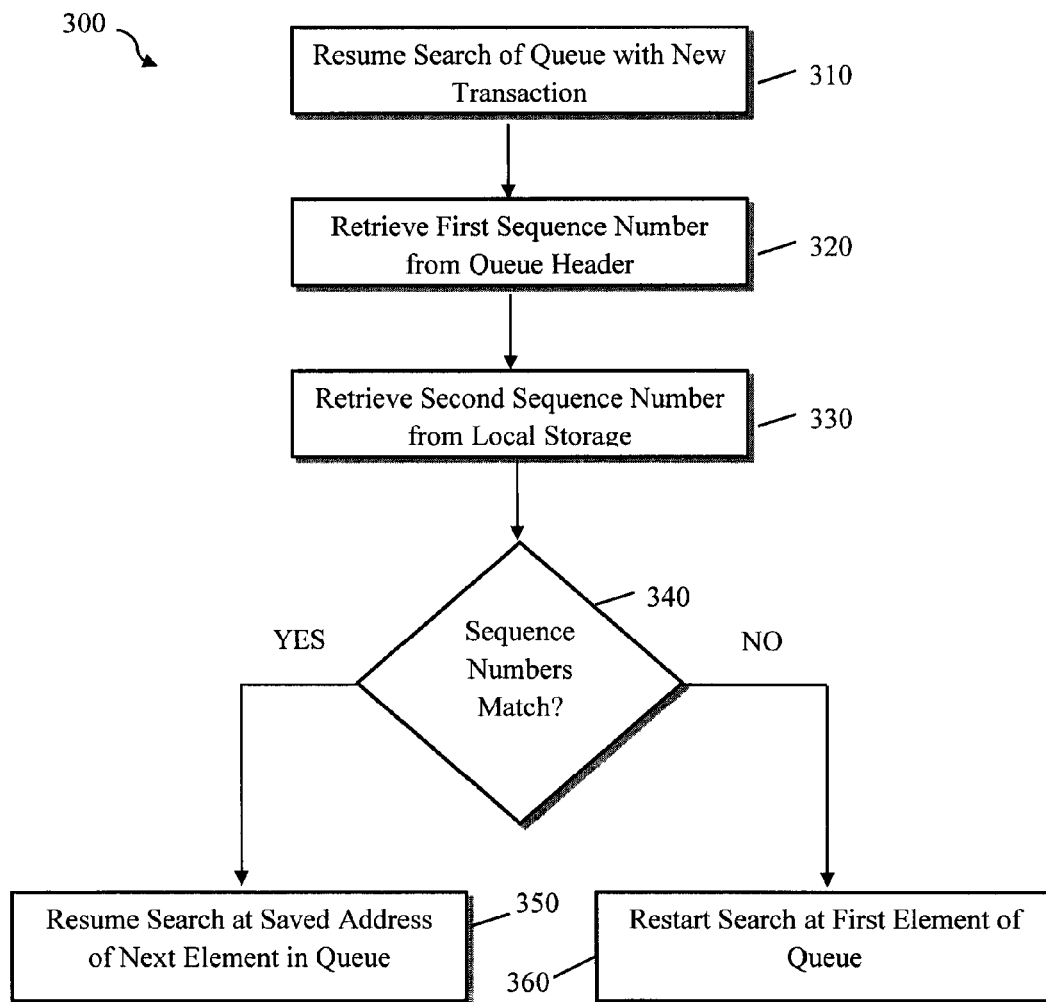 300
Resume Search of Queue with New
Transaction
310
Retrieve First Sequence Number
from Queue Header
320
Retrieve Second Sequence Number
from Local Storage
330
340
Sequence
Numbers
Match?
YES
NO
Resume Search at Saved Address
of Next Element in Queue
350
Restart Search at First Element of
Queue
360